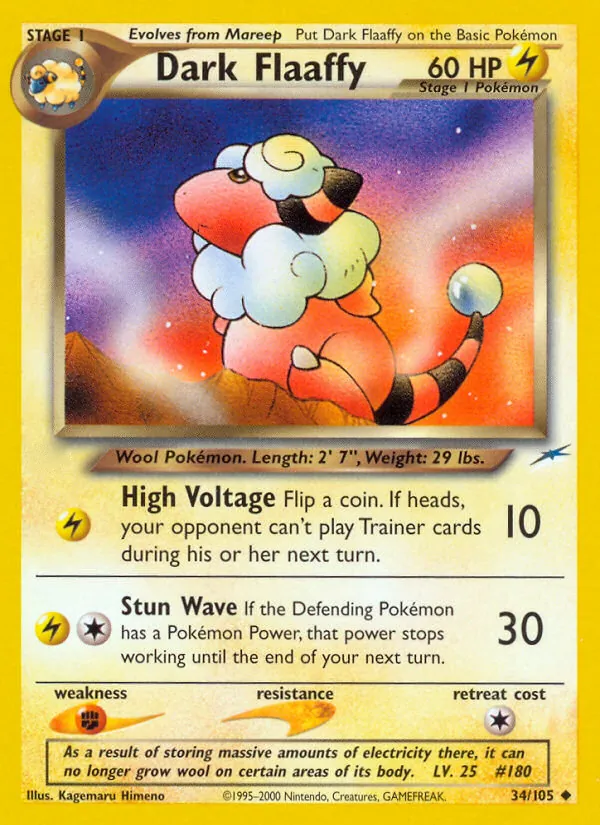 STAGE 1 Evolves from Mareep Put Dark Flaaffy on the Basic Pokémon
Dark Flaaffy 60 HP
Stage 1 Pokémon
Wool Pokémon. Length: 2' 7", Weight: 29 lbs.
High Voltage Flip a coin. If heads,
your opponent can't play Trainer cards 10
during his or her next turn.
Stun Wave If the Defending Pokémon
has a Pokémon Power, that power stops 30
working until the end of your next turn.
weakness resistance retreat cost
As a result of storing massive amounts of electricity there, it can
no longer grow wool on certain areas of its body. LV. 25 #180
Illus. Kagemaru Himeno ©1995-2000 Nintendo, Creatures, GAMEFREAK. 34/105